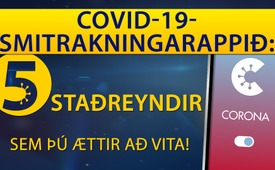 COVID-19-
SMITRAKNINGARAPPIÐ:
5 STAÐREYNDIR
SEM ÞÚ ÆTTIR AÐ VITA!
CORONA